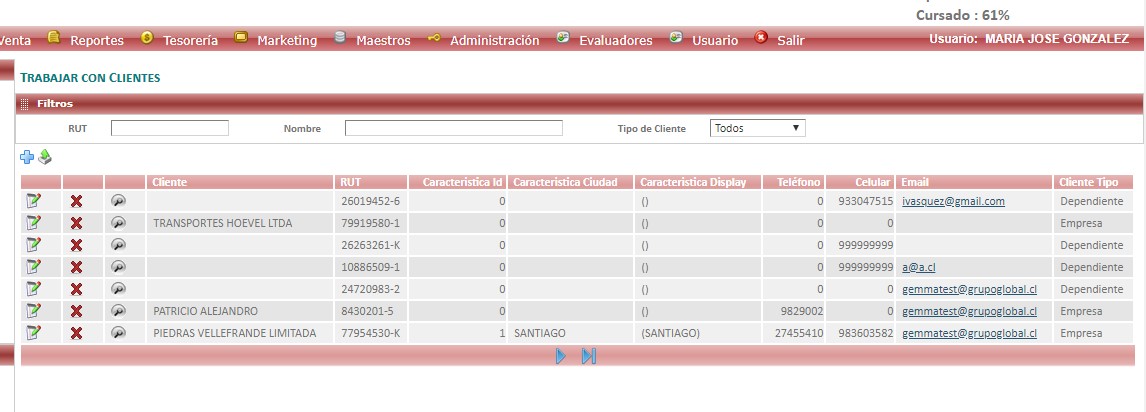 Cursado : 61%
Venta Reportes Tesorería Marketing Maestros Administración Evaluadores Usuario Salir Usuario: MARIA JOSE GONZALEZ
TRABAJAR CON CLIENTES
Filtros
RUT Nombre Tipo de Cliente Todos
Cliente RUT Caracteristica Id Caracteristica Ciudad Caracteristica Display Teléfono Celular Email Cliente Tipo
26019452-6 0 () 0 933047515 ivasquez@gmail.com Dependiente
TRANSPORTES HOEVEL LTDA 79919580-1 0 () 0 0 Empresa
26263261-K 0 () 0 999999999 Dependiente
10886509-1 0 () 0 999999999 a@a.cl Dependiente
24720983-2 0 () 0 0 gemmatest@grupoglobal.cl Dependiente
PATRICIO ALEJANDRO 8430201-5 0 () 9829002 0 gemmatest@grupoglobal.cl Empresa
PIEDRAS VELLEFRANDE LIMITADA 77954530-K 1 SANTIAGO (SANTIAGO) 27455410 983603582 gemmatest@grupoglobal.cl Empresa